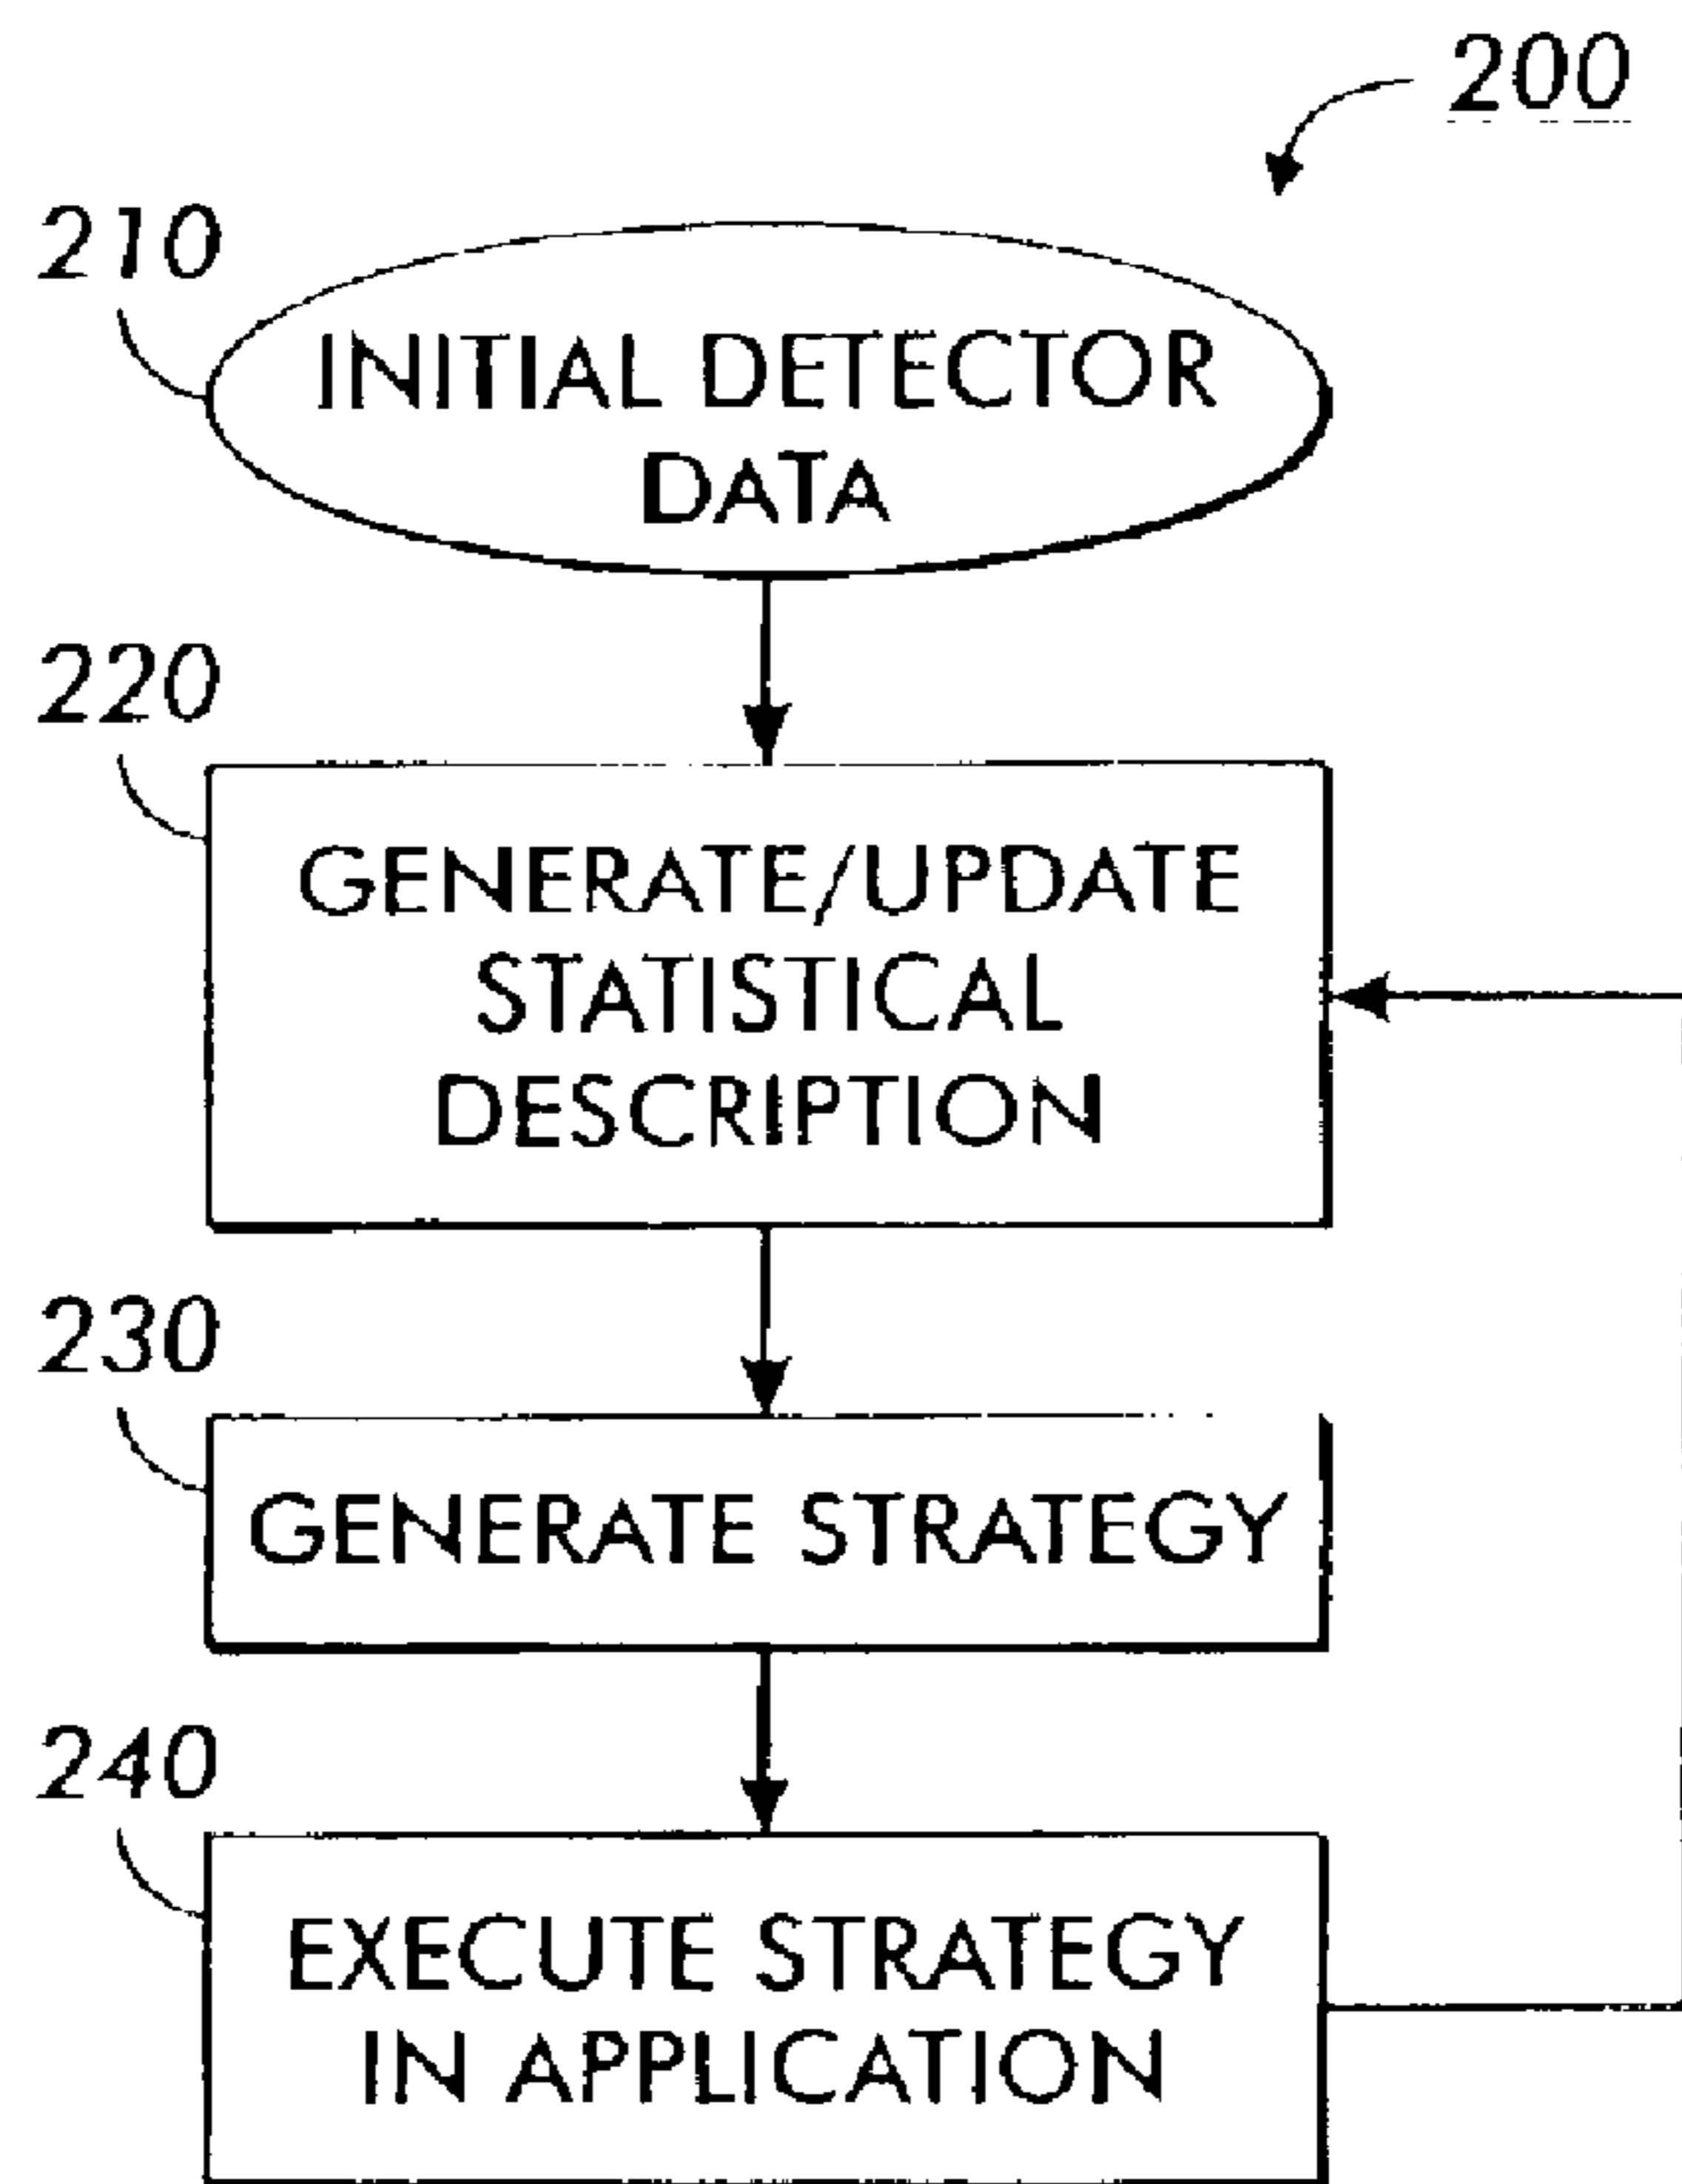 200
210
INITIAL DETECTOR
DATA
220
GENERATE/UPDATE
STATISTICAL
DESCRIPTION
230
GENERATE STRATEGY
240
EXECUTE STRATEGY
IN APPLICATION